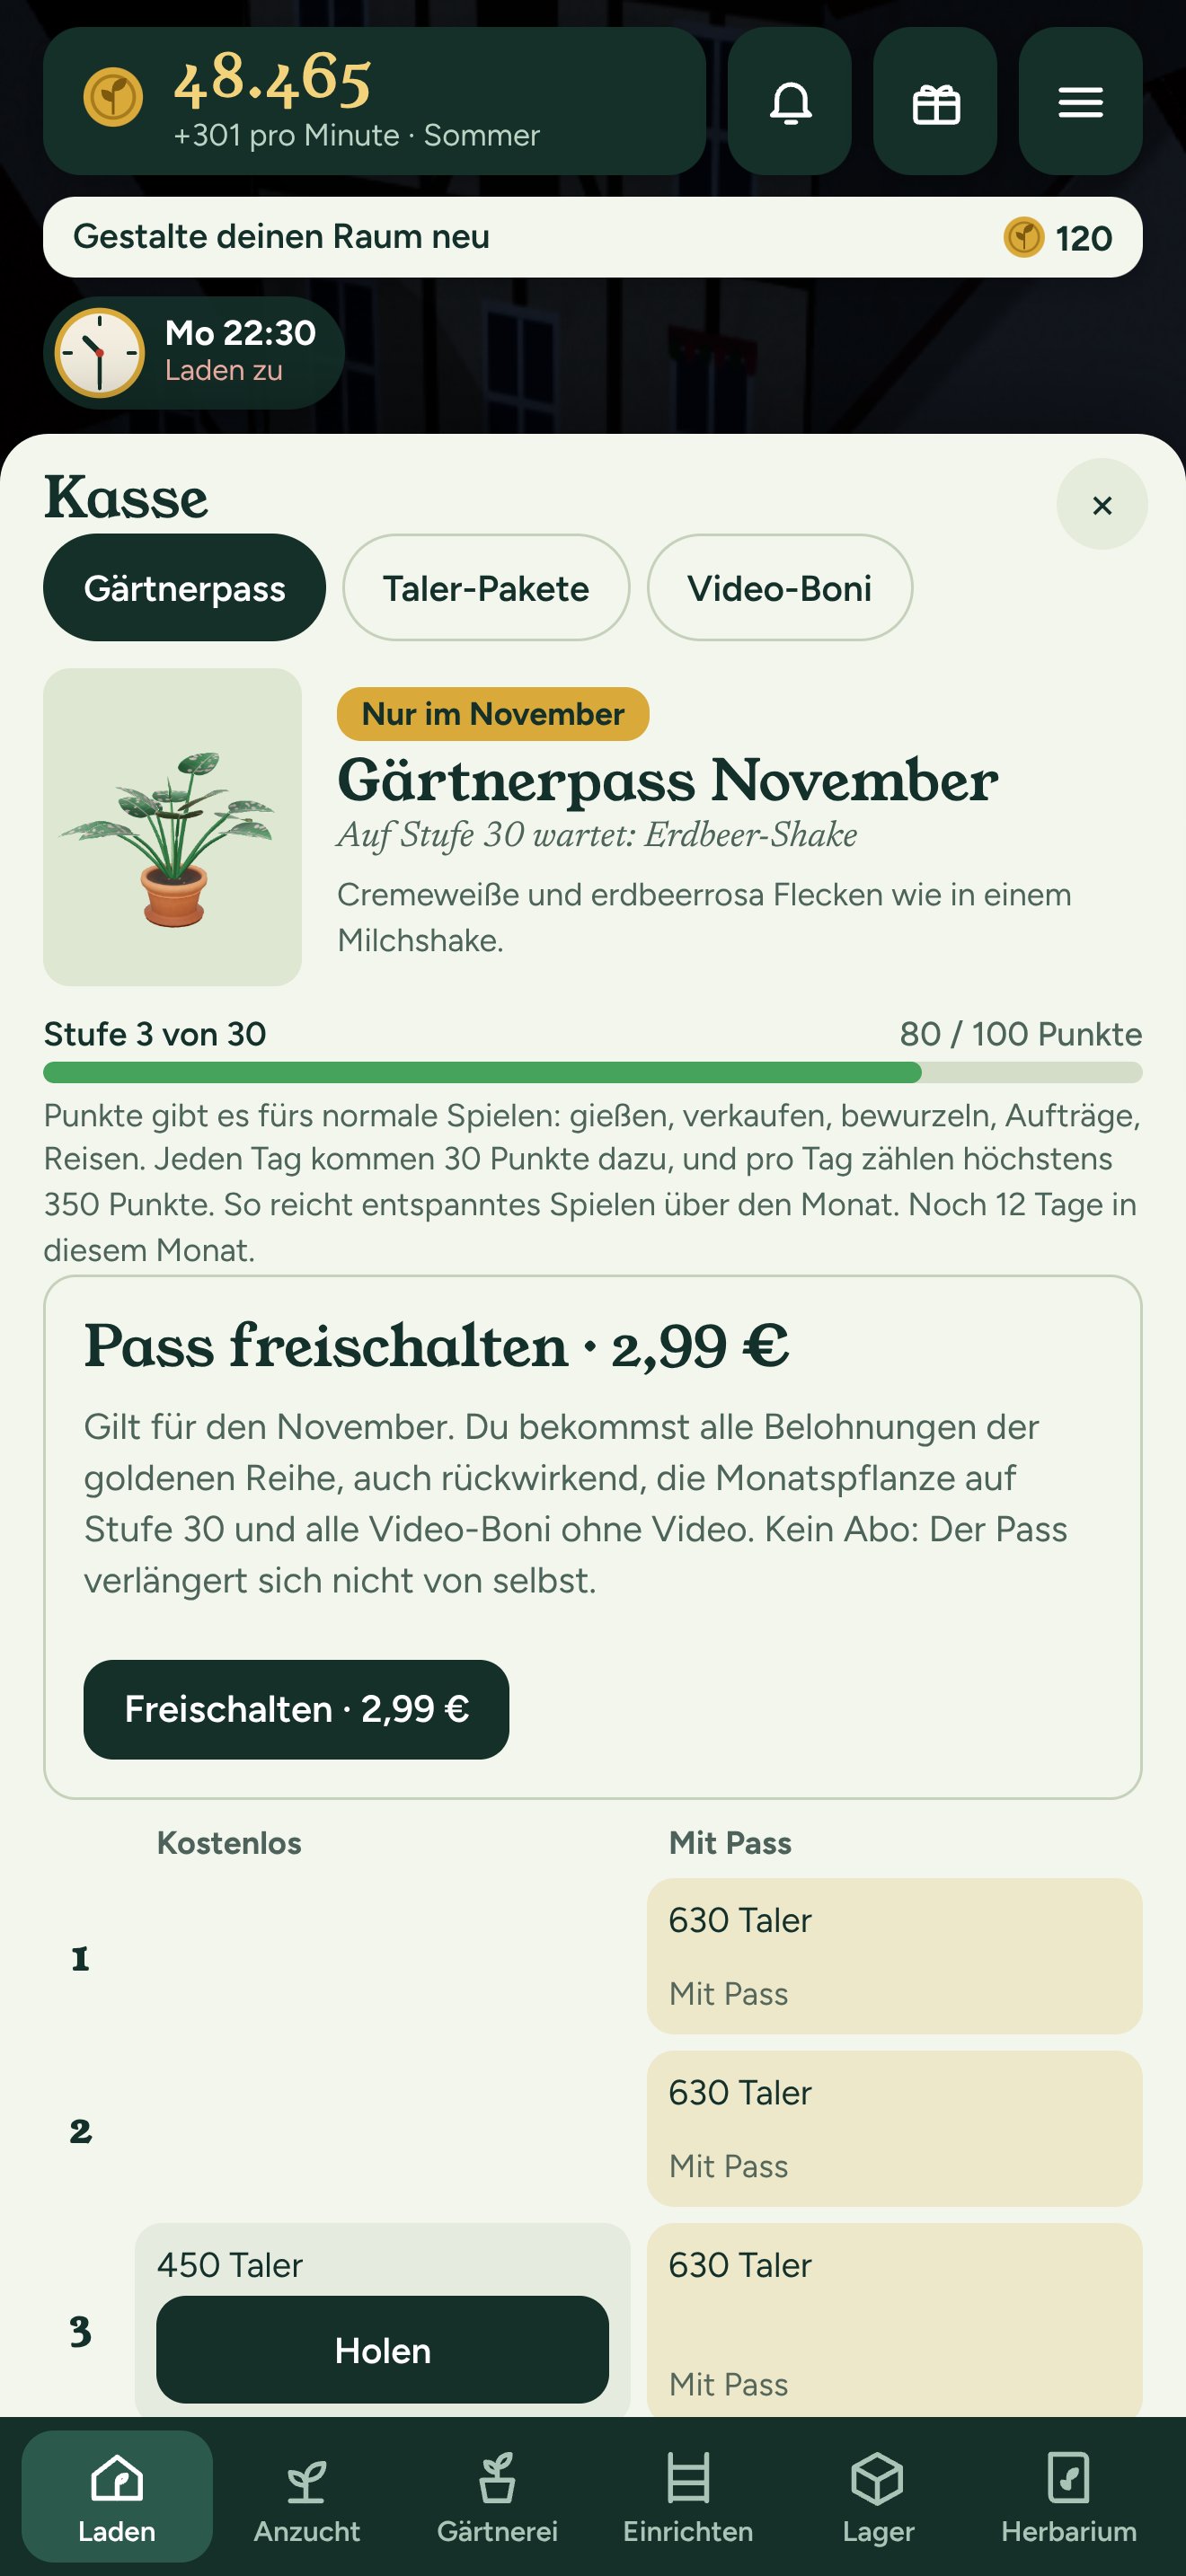 48.465
+301 pro Minute · Sommer
Gestalte deinen Raum neu
120
Mo 22:30
Laden zu
Kasse
×
Gärtnerpass
Taler-Pakete
Video-Boni
Nur im November
Gärtnerpass November
Auf Stufe 30 wartet: Erdbeer-Shake
Cremeweiße und erdbeerrosa Flecken wie in einem
Milchshake.
Stufe 3 von 30
80 / 100 Punkte
Punkte gibt es fürs normale Spielen: gießen, verkaufen, bewurzeln, Aufträge,
Reisen. Jeden Tag kommen 30 Punkte dazu, und pro Tag zählen höchstens
350 Punkte. So reicht entspanntes Spielen über den Monat. Noch 12 Tage in
diesem Monat.
Pass freischalten · 2,99 €
Gilt für den November. Du bekommst alle Belohnungen der
goldenen Reihe, auch rückwirkend, die Monatspflanze auf
Stufe 30 und alle Video-Boni ohne Video. Kein Abo: Der Pass
verlängert sich nicht von selbst.
Freischalten · 2,99 €
Kostenlos
Mit Pass
1
630 Taler
Mit Pass
2
630 Taler
Mit Pass
3
450 Taler
Holen
630 Taler
Mit Pass
Laden
Anzucht
Gärtnerei
Einrichten
Lager
Herbarium